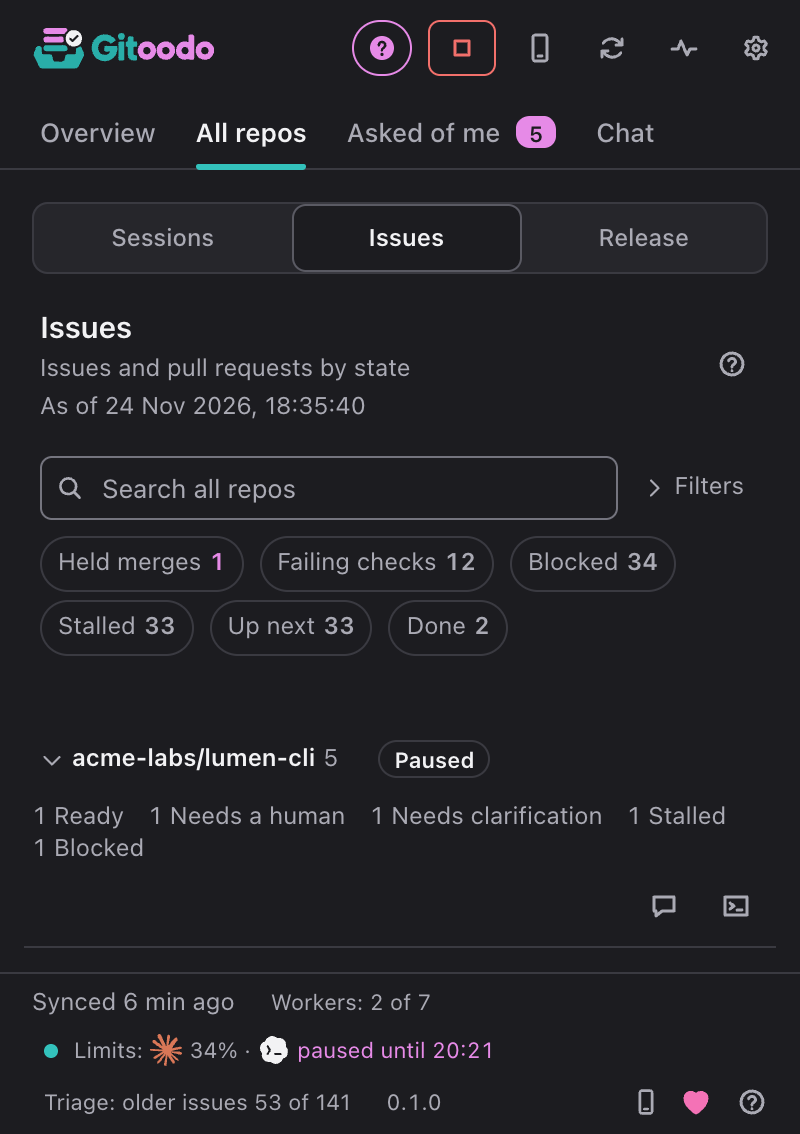 Gitoodo
Overview All repos Asked of me 5 Chat
Sessions Issues Release
Issues
Issues and pull requests by state
As of 24 Nov 2026, 18:35:40
Search all repos Filters
Held merges 1 Failing checks 12 Blocked 34
Stalled 33 Up next 33 Done 2
acme-labs/lumen-cli 5 Paused
1 Ready 1 Needs a human 1 Needs clarification 1 Stalled
1 Blocked
Synced 6 min ago Workers: 2 of 7
Limits: 34% · paused until 20:21
Triage: older issues 53 of 141 0.1.0